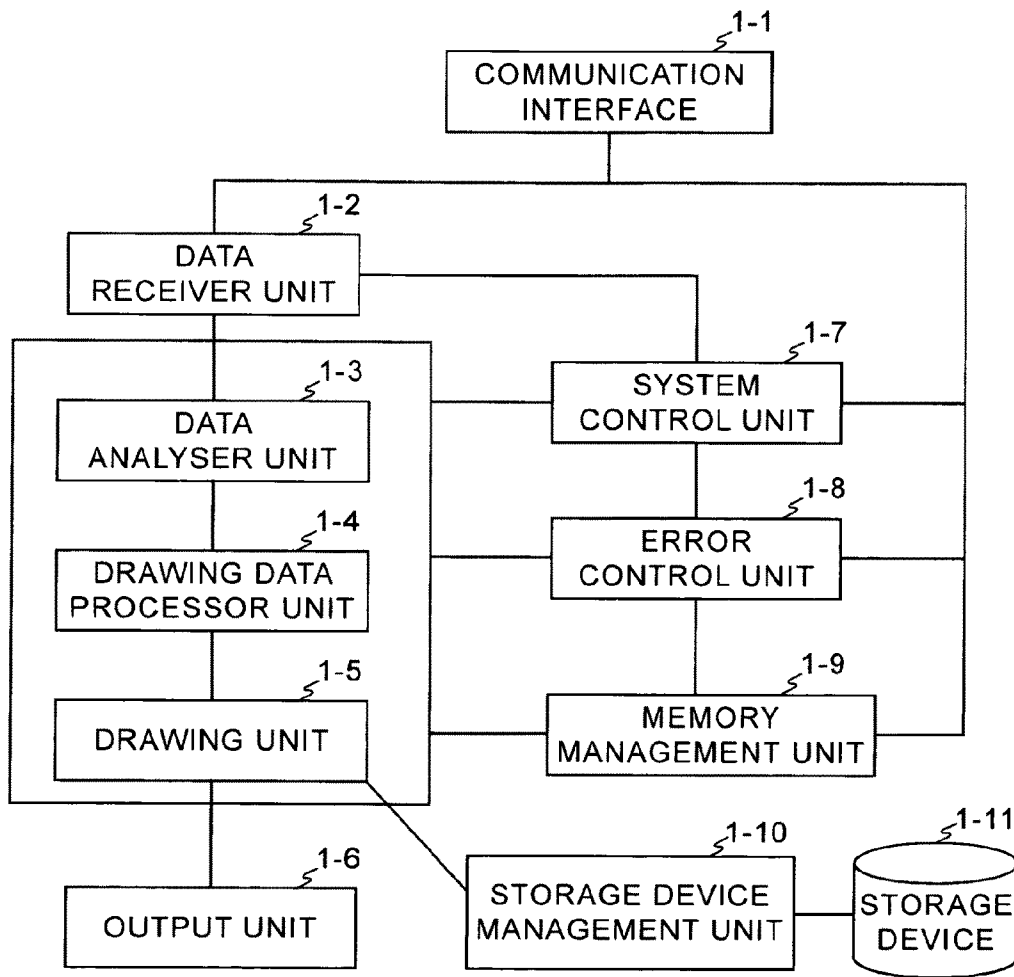 1-1
COMMUNICATION
INTERFACE
1-2
DATA
RECEIVER UNIT
1-3
DATA
ANALYSER UNIT
1-4
DRAWING DATA
PROCESSOR UNIT
1-5
DRAWING UNIT
1-6
OUTPUT UNIT
1-7
SYSTEM
CONTROL UNIT
1-8
ERROR
CONTROL UNIT
1-9
MEMORY
MANAGEMENT UNIT
1-10
STORAGE DEVICE
MANAGEMENT UNIT
1-11
STORAGE
DEVICE